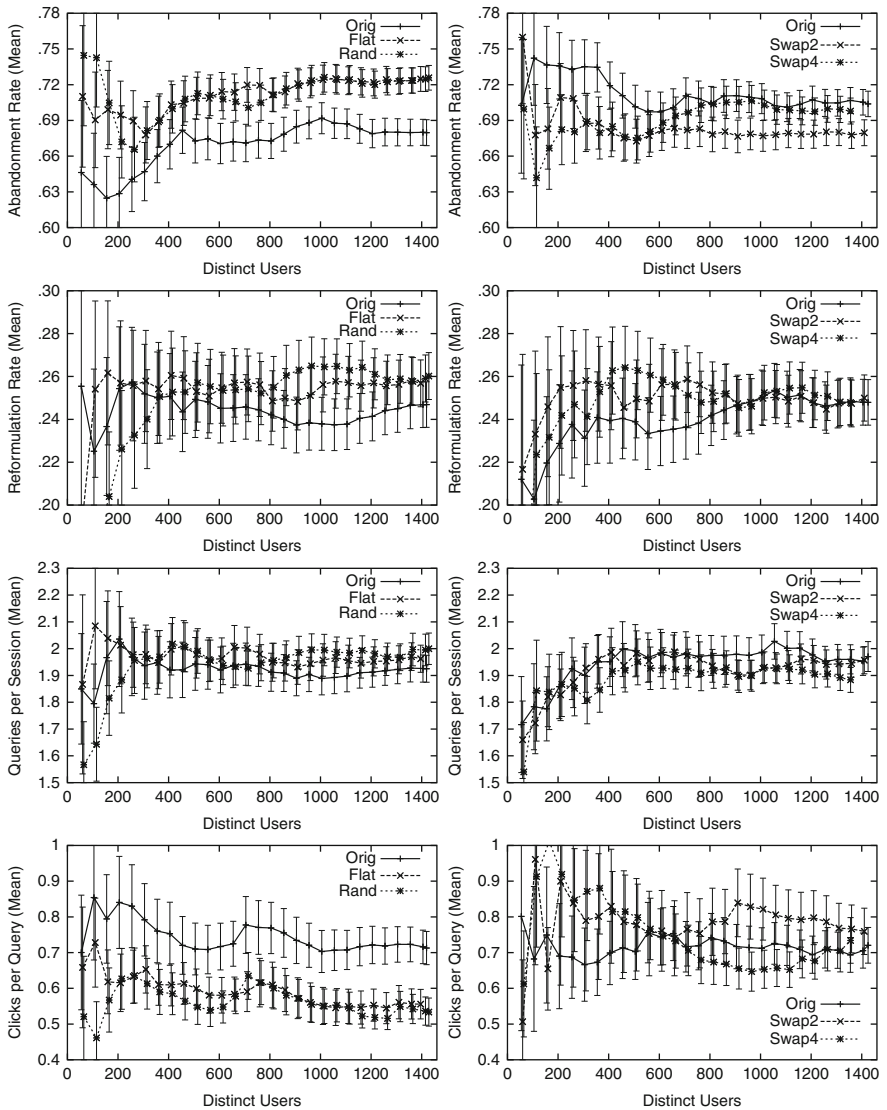 .78
.75
.72
.69
.66
.63
.60
Abandonment Rate (Mean)
Orig
Flat
Rand
0 200 400 600 800 1000 1200 1400
Distinct Users
.78
.75
.72
.69
.66
.63
.60
Abandonment Rate (Mean)
Orig
Swap2
Swap4
0 200 400 600 800 1000 1200 1400
Distinct Users
.30
.28
.26
.24
.22
.20
Reformulation Rate (Mean)
Orig
Flat
Rand
0 200 400 600 800 1000 1200 1400
Distinct Users
.30
.28
.26
.24
.22
.20
Reformulation Rate (Mean)
Orig
Swap2
Swap4
0 200 400 600 800 1000 1200 1400
Distinct Users
2.3
2.2
2.1
2
1.9
1.8
1.7
1.6
1.5
Queries per Session (Mean)
Orig
Flat
Rand
0 200 400 600 800 1000 1200 1400
Distinct Users
2.3
2.2
2.1
2
1.9
1.8
1.7
1.6
1.5
Queries per Session (Mean)
Orig
Swap2
Swap4
0 200 400 600 800 1000 1200 1400
Distinct Users
1
0.9
0.8
0.7
0.6
0.5
0.4
Clicks per Query (Mean)
Orig
Flat
Rand
0 200 400 600 800 1000 1200 1400
Distinct Users
1
0.9
0.8
0.7
0.6
0.5
0.4
Clicks per Query (Mean)
Orig
Swap2
Swap4
0 200 400 600 800 1000 1200 1400
Distinct Users